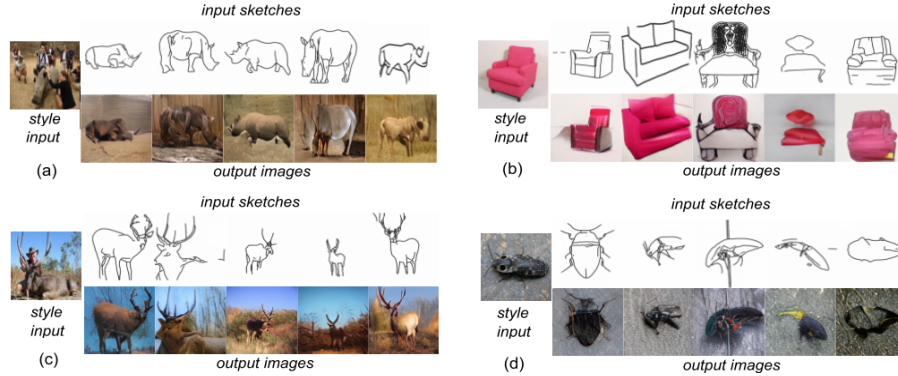 input sketches
style
input
(a)
output images
input sketches
style
input
(b)
output images
input sketches
style
input
(c)
output images
input sketches
style
input
(d)
output images